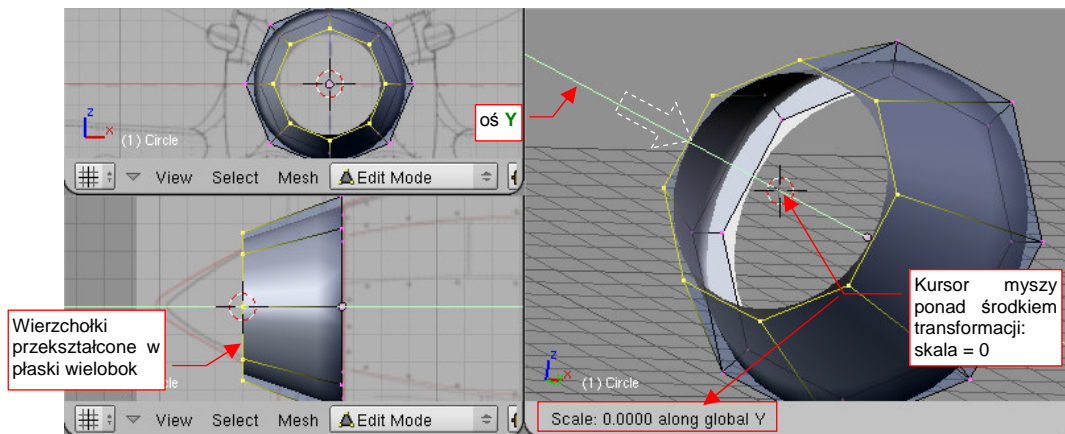 z
x
(1) Circle
View Select Mesh Edit Mode
oś Y
Wierzchołki
przekształcone w
płaski wielobok
Circle
View Select Mesh Edit Mode
Kursor myszy
ponad środkiem
transformacji:
skala = 0
z
x
(1) Circle
Scale: 0.0000 along global Y